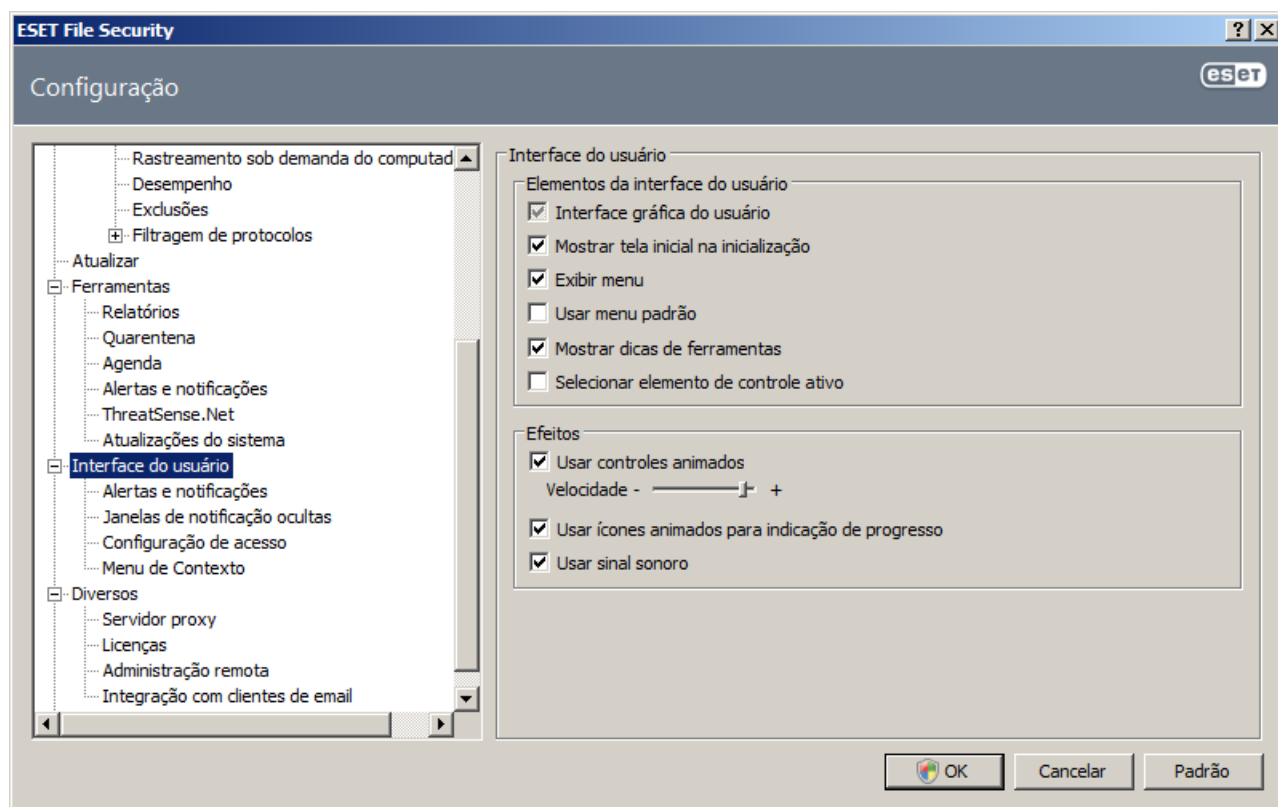 ESET File Security
Configuração
eset
Rastreamento sob demanda do computad
Desempenho
Exclusões
Filtragem de protocolos
Atualizar
Ferramentas
Relatórios
Quarentena
Agenda
Alertas e notificações
ThreatSense.Net
Atualizações do sistema
Interface do usuário
Alertas e notificações
Janelas de notificação ocultas
Configuração de acesso
Menu de Contexto
Diversos
Servidor proxy
Licenças
Administração remota
Integração com clientes de email
Interface do usuário
Elementos da interface do usuário
Interface gráfica do usuário
Mostrar tela inicial na inicialização
Exibir menu
Usar menu padrão
Mostrar dicas de ferramentas
Selecionar elemento de controle ativo
Efeitos
Usar controles animados
Velocidade - +
Usar ícones animados para indicação de progresso
Usar sinal sonoro
OK
Cancelar
Padrão